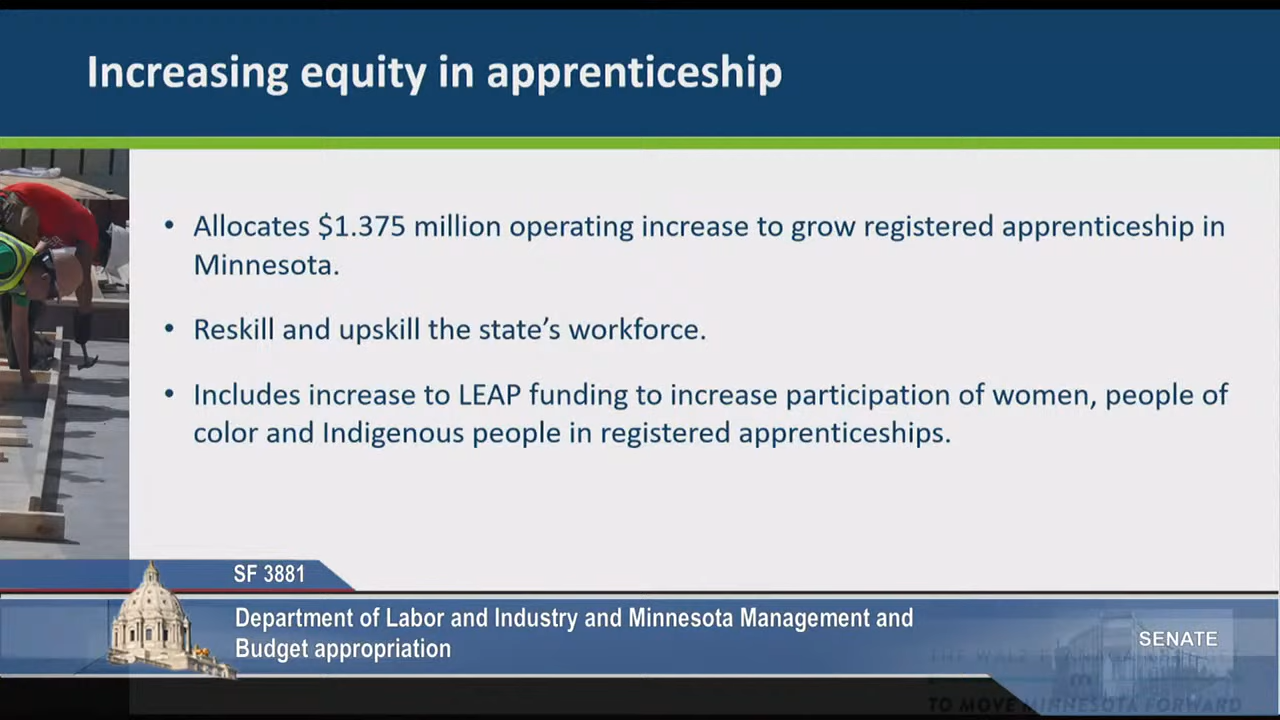 Increasing equity in apprenticeship
• Allocates $1.375 million operating increase to grow registered apprenticeship in
Minnesota.
• Reskill and upskill the state’s workforce.
• Includes increase to LEAP funding to increase participation of women, people of
color and Indigenous people in registered apprenticeships.
SF 3881
Department of Labor and Industry and Minnesota Management and
Budget appropriation
SENATE
TO MOVE MINNESOTA FORWARD